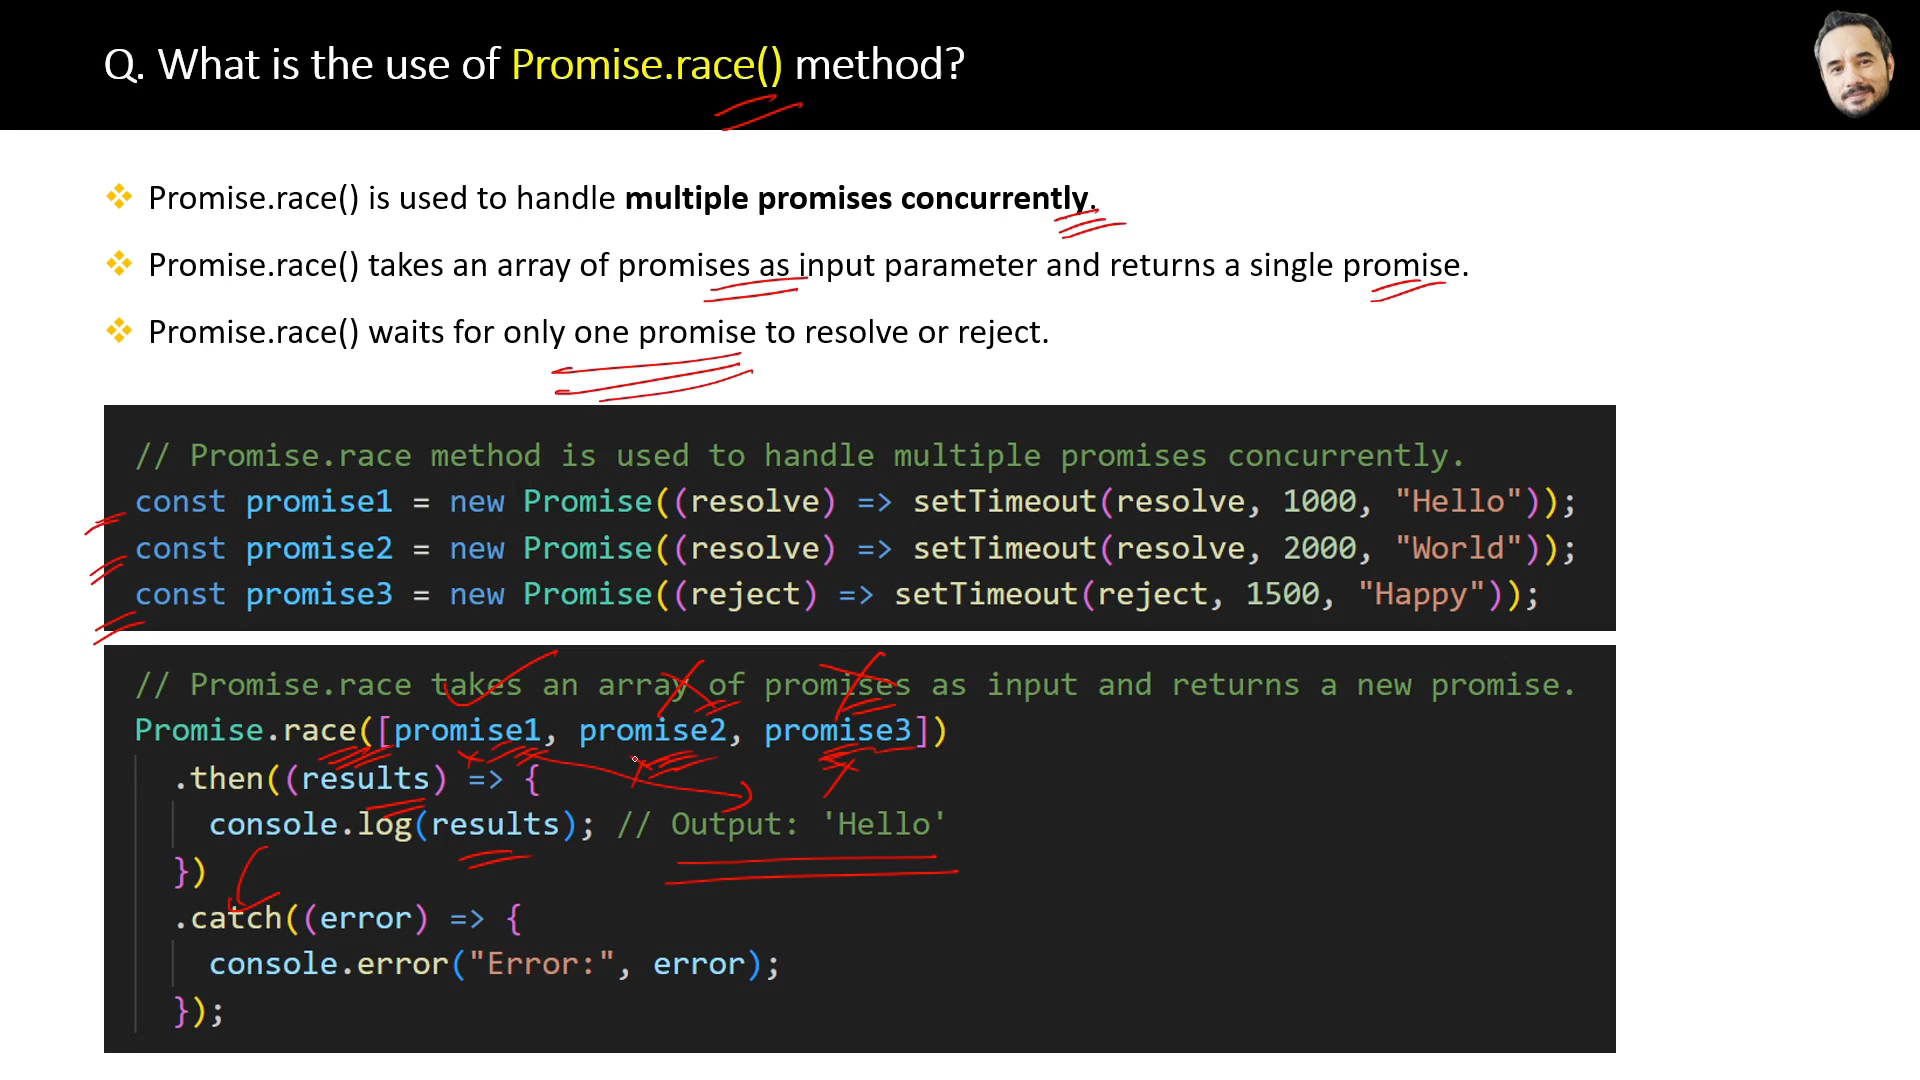 Q. What is the use of Promise.race() method?
Promise.race() is used to handle multiple promises concurrently.
Promise.race() takes an array of promises as input parameter and returns a single promise.
Promise.race() waits for only one promise to resolve or reject.
// Promise.race method is used to handle multiple promises concurrently.
const promise1 = new Promise((resolve) => setTimeout(resolve, 1000, "Hello"));
const promise2 = new Promise((resolve) => setTimeout(resolve, 2000, "World"));
const promise3 = new Promise((reject) => setTimeout(reject, 1500, "Happy"));
// Promise.race takes an array of promises as input and returns a new promise.
Promise.race([promise1, promise2, promise3])
.then((results) => {
console.log(results); // Output: 'Hello'
})
.catch((error) => {
console.error("Error:", error);
});